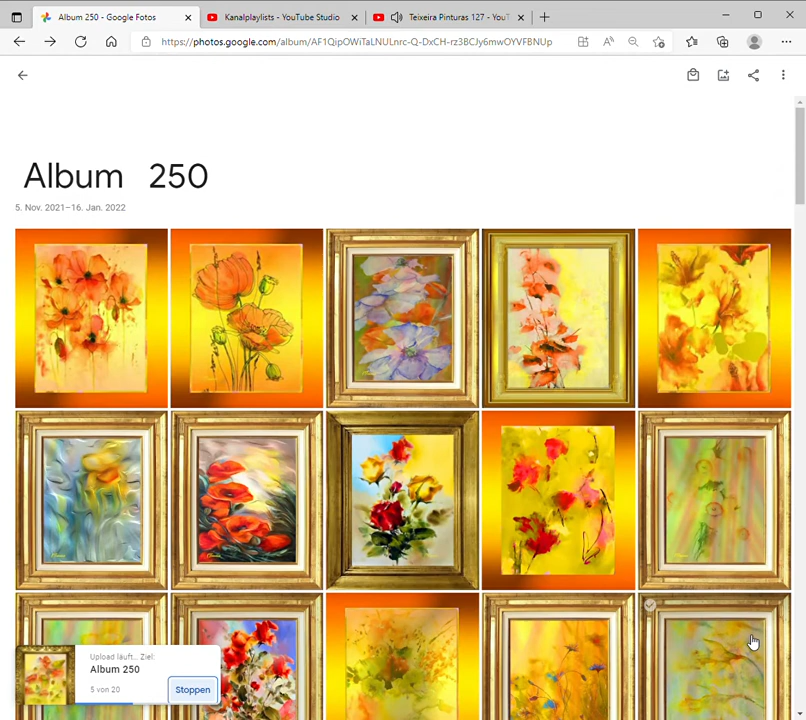 Album 250 - Google Fotos
Kanalplaylists - YouTube Studio
Teixeira Pinturas 127 - YouT
https://photos.google.com/album/AF1QipOWiTaLNULnrc-Q-DxCH-rz3BCJy6mwOYVFBNUp
Album 250
5. Nov. 2021–16. Jan. 2022
Upload läuft... Ziel:
Album 250
5 von 20
Stoppen